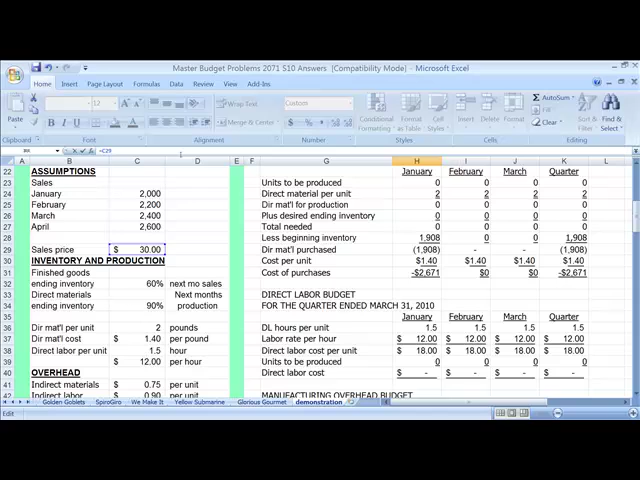 Master Budget Problems 2071 S10 Answers [Compatibility Mode] - Microsoft Excel
Home Insert Page Layout Formulas Data Review View Add-Ins
Paste 12 Wrap Text Custom Conditional Format Cell Insert Delete Format AutoSum Sort & Find &
B I U Merge & Center $ % , Formatting as Table Styles Fill Clear Filter Select
Clipboard Font Alignment Number Styles Cells Editing
=C29
A B C D E F G H I J K L
22 ASSUMPTIONS January February March Quarter
23 Sales Units to be produced 0 0 0 0
24 January 2,000 Direct material per unit 2 2 2 2
25 February 2,200 Dir mat'l for production 0 0 0 0
26 March 2,400 Plus desired ending inventory 0 0 0 0
27 April 2,600 Total needed 0 0 0 0
28 Less beginning inventory 1,908 0 0 1,908
29 Sales price $ 30.00 Dir mat'l purchased (1,908) - - (1,908)
30 INVENTORY AND PRODUCTION Cost per unit $1.40 $1.40 $1.40 $1.40
31 Finished goods Cost of purchases -$2,671 $0 $0 -$2,671
32 ending inventory 60% next mo sales
33 Direct materials Next months DIRECT LABOR BUDGET
34 ending inventory 90% production FOR THE QUARTER ENDED MARCH 31, 2010
35 January February March Quarter
36 Dir mat'l per unit 2 pounds DL hours per unit 1.5 1.5 1.5 1.5
37 Dir mat'l cost $ 1.40 per pound Labor rate per hour $ 12.00 $ 12.00 $ 12.00 $ 12.00
38 Direct labor per unit 1.5 hour Direct labor cost per unit $ 18.00 $ 18.00 $ 18.00 $ 18.00
39 $ 12.00 per hour Units to be produced 0 0 0 0
40 OVERHEAD Direct labor cost $ - $ - $ - $ -
41 Indirect materials $ 0.75 per unit
42 Indirect labor $ 0.90 per unit MANUFACTURING OVERHEAD BUDGET
Golden Goblets SpiroGiro We Make It Yellow Submarine Glorious Gourmet demonstration
Edit